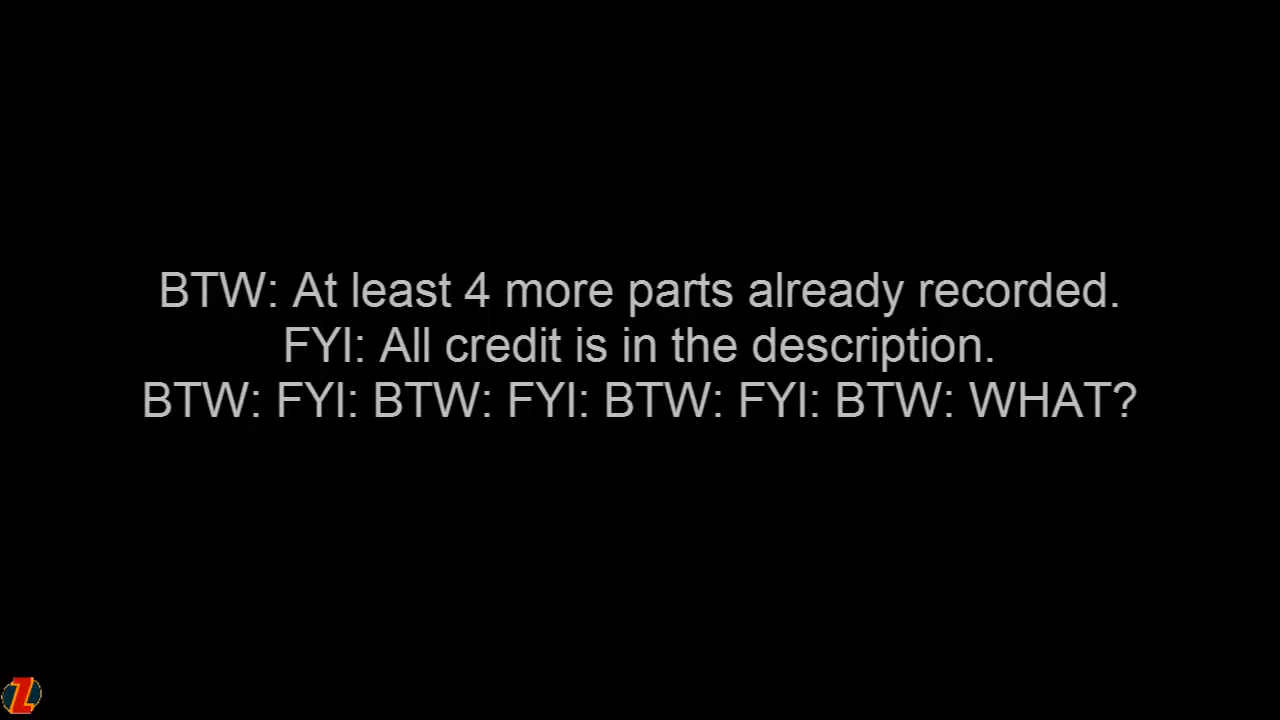 BTW: At least 4 more parts already recorded.
FYI: All credit is in the description.
BTW: FYI: BTW: FYI: BTW: FYI: BTW: WHAT?
Z